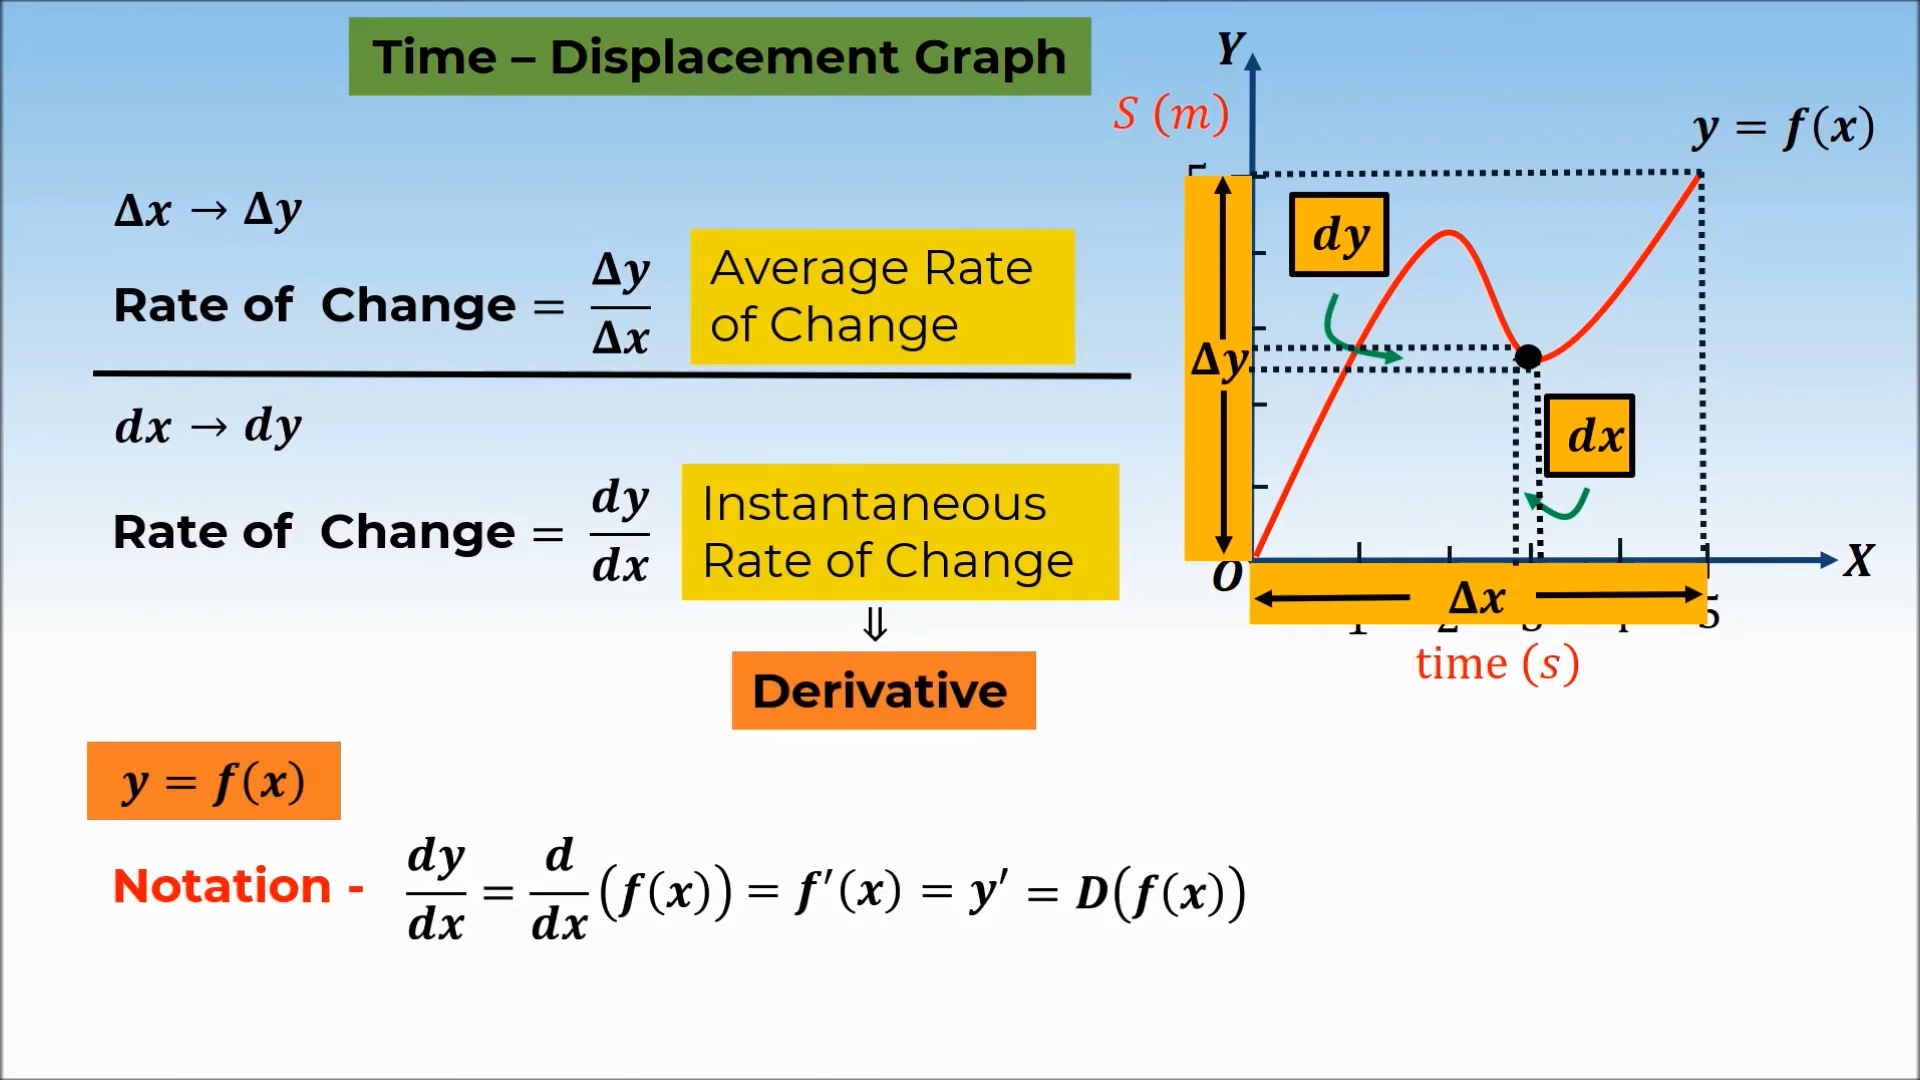 Time – Displacement Graph
Δx → Δy
Rate of Change = Δy/Δx
Average Rate
of Change
dx → dy
Rate of Change = dy/dx
Instantaneous
Rate of Change
⇓
Derivative
y = f(x)
Notation - dy/dx = d/dx (f(x)) = f′(x) = y′ = D(f(x))
Y
S (m)
y = f(x)
dy
Δy
dx
O
X
Δx
5
time (s)